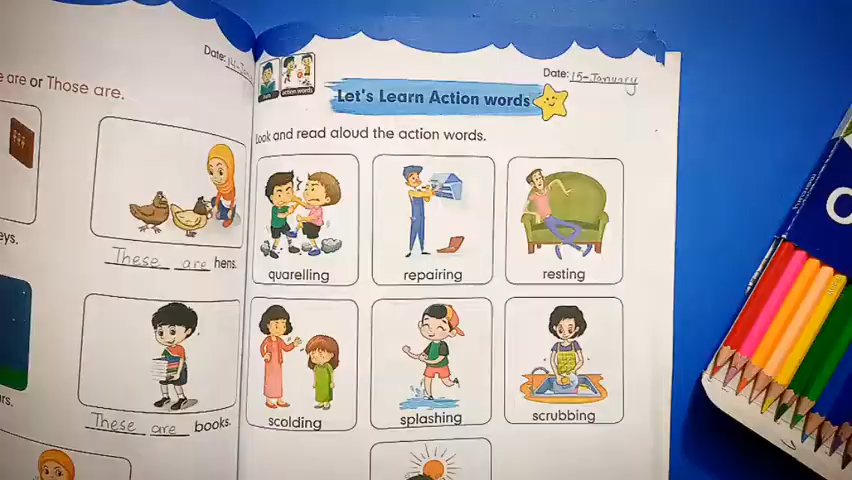 Date: 14-Jan
e are or Those are.
eys.
These are hens.
rs.
These are books.
Date: 15-January
action words
Let's Learn Action words
Look and read aloud the action words.
quarelling
repairing
resting
scolding
splashing
scrubbing